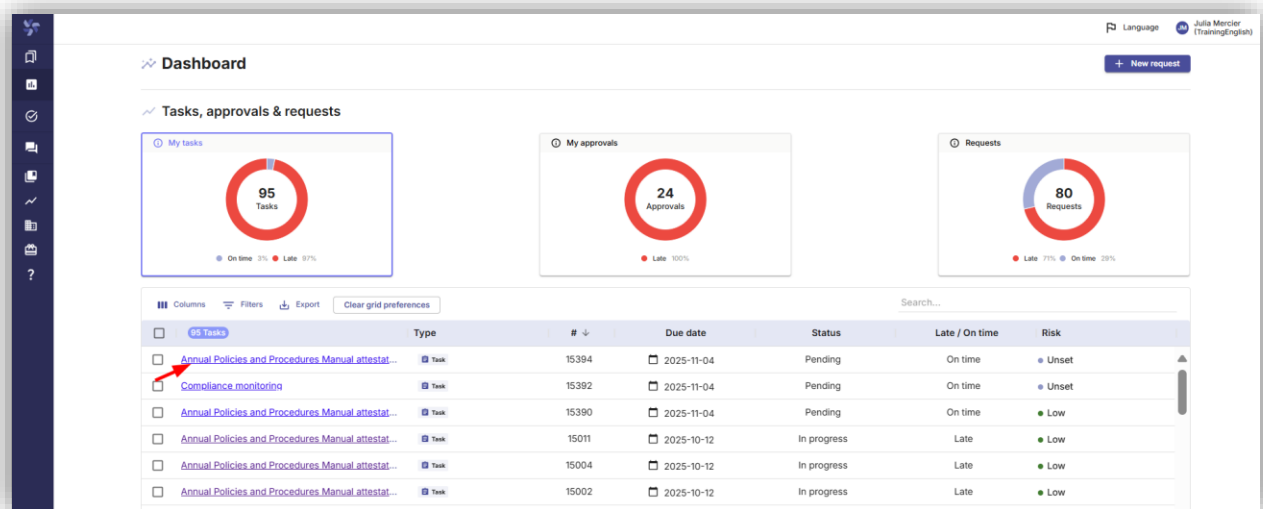 Language
JM
Julia Mercier
(TrainingEnglish)
Dashboard
+ New request
Tasks, approvals & requests
My tasks
95
Tasks
On time 3% Late 97%
My approvals
24
Approvals
Late 100%
Requests
80
Requests
Late 71% On time 29%
Columns Filters Export Clear grid preferences Search...
95 Tasks Type # Due date Status Late / On time Risk
Annual Policies and Procedures Manual attestat... Task 15394 2025-11-04 Pending On time Unset
Compliance monitoring Task 15392 2025-11-04 Pending On time Unset
Annual Policies and Procedures Manual attestat... Task 15390 2025-11-04 Pending On time Low
Annual Policies and Procedures Manual attestat... Task 15011 2025-10-12 In progress Late Low
Annual Policies and Procedures Manual attestat... Task 15004 2025-10-12 In progress Late Low
Annual Policies and Procedures Manual attestat... Task 15002 2025-10-12 In progress Late Low
?